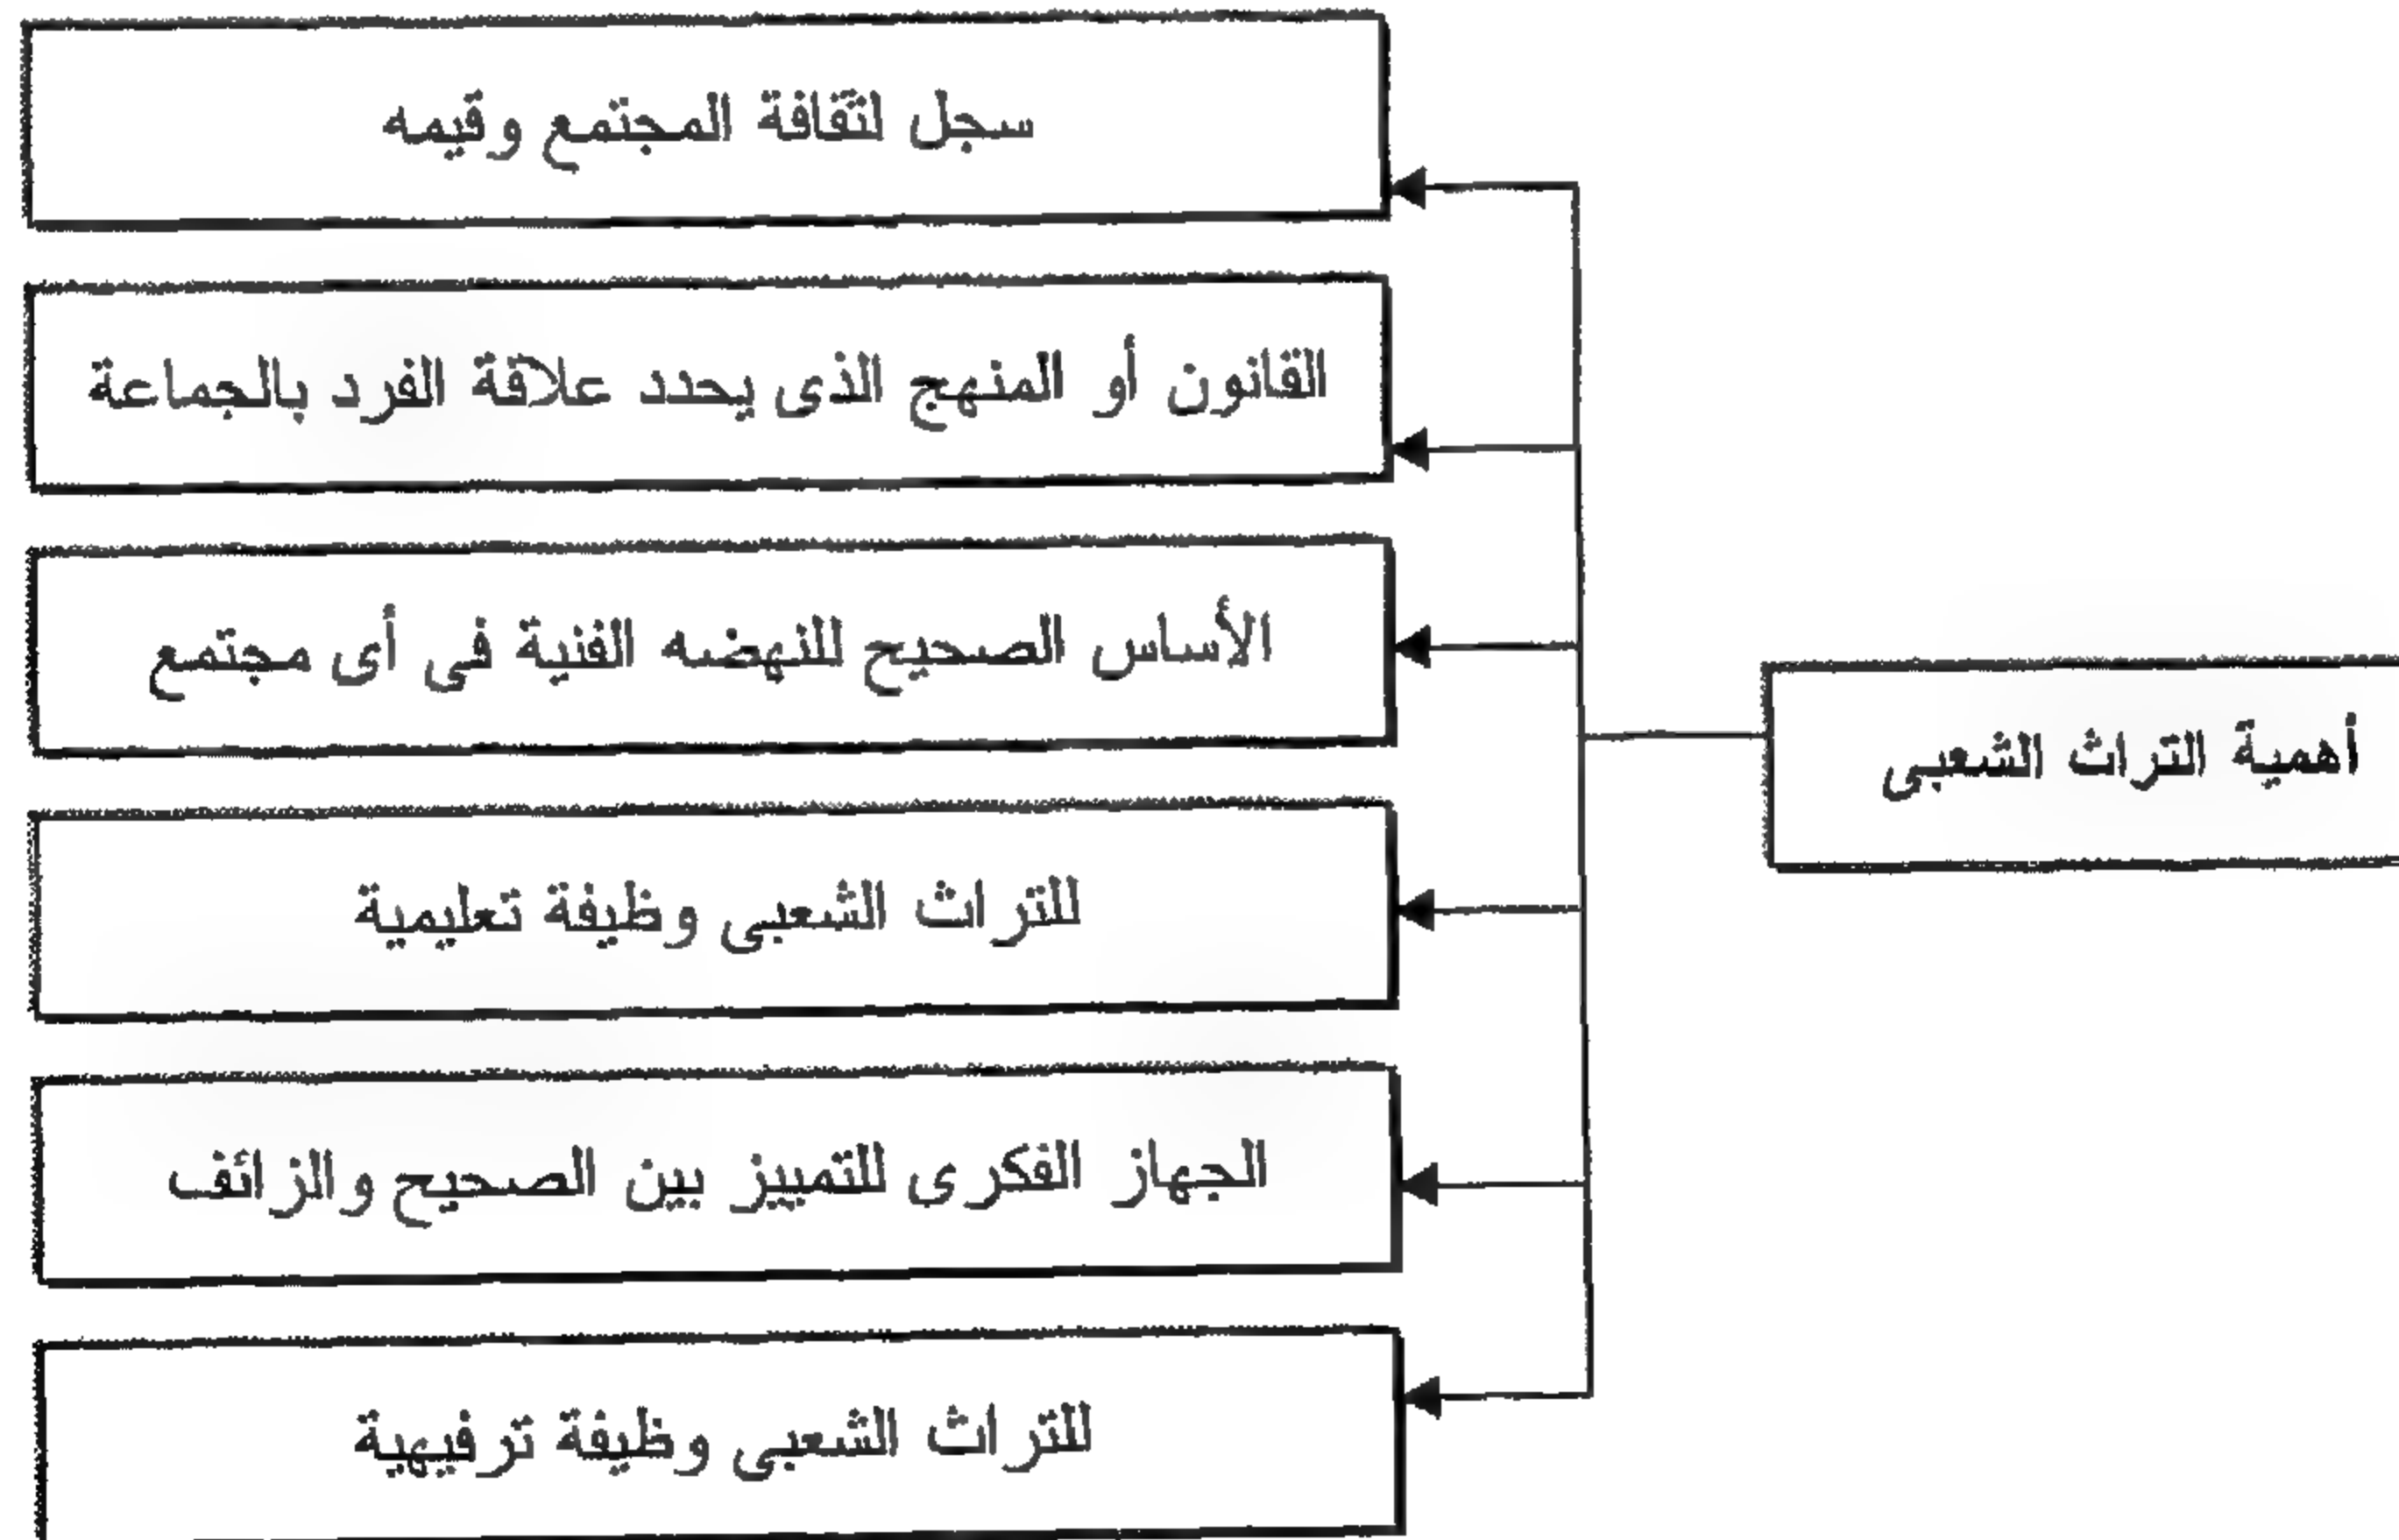 أهمية التراث الشعبى
سجل لثقافة المجتمع وقيمه
القانون أو المنهج الذى يحدد علاقة الفرد بالجماعة
الأساس الصحيح للنهضه الفنية فى أى مجتمع
للتراث الشعبى وظيفة تعليمية
الجهاز الفكرى للتمييز بين الصحيح والزائف
للتراث الشعبى وظيفة ترفيهية